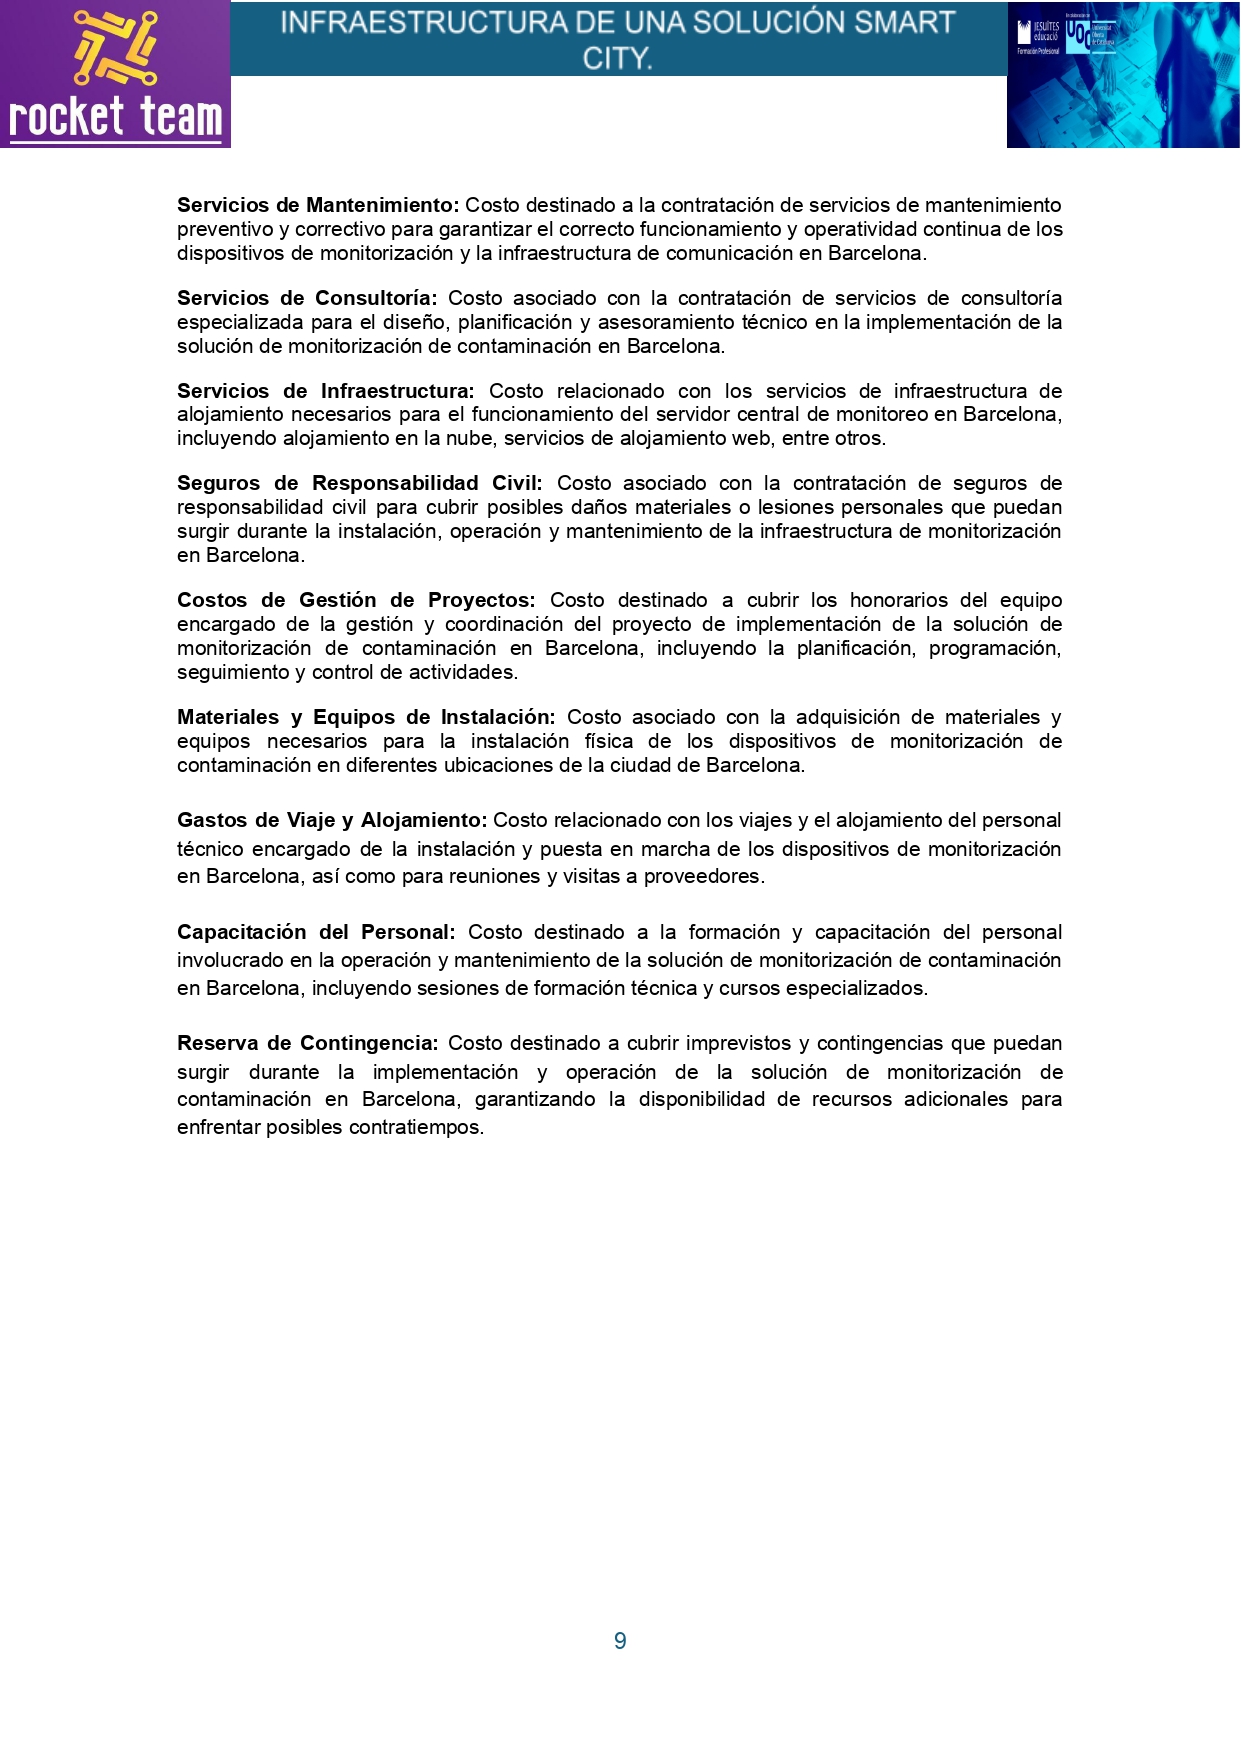 rocket team
INFRAESTRUCTURA DE UNA SOLUCIÓN SMART
CITY.
JESUÏTES
educació
Formación Profesional
En colaboración de
UOC
Universitat
Oberta
de Catalunya
Servicios de Mantenimiento: Costo destinado a la contratación de servicios de mantenimiento
preventivo y correctivo para garantizar el correcto funcionamiento y operatividad continua de los
dispositivos de monitorización y la infraestructura de comunicación en Barcelona.
Servicios de Consultoría: Costo asociado con la contratación de servicios de consultoría
especializada para el diseño, planificación y asesoramiento técnico en la implementación de la
solución de monitorización de contaminación en Barcelona.
Servicios de Infraestructura: Costo relacionado con los servicios de infraestructura de
alojamiento necesarios para el funcionamiento del servidor central de monitoreo en Barcelona,
incluyendo alojamiento en la nube, servicios de alojamiento web, entre otros.
Seguros de Responsabilidad Civil: Costo asociado con la contratación de seguros de
responsabilidad civil para cubrir posibles daños materiales o lesiones personales que puedan
surgir durante la instalación, operación y mantenimiento de la infraestructura de monitorización
en Barcelona.
Costos de Gestión de Proyectos: Costo destinado a cubrir los honorarios del equipo
encargado de la gestión y coordinación del proyecto de implementación de la solución de
monitorización de contaminación en Barcelona, incluyendo la planificación, programación,
seguimiento y control de actividades.
Materiales y Equipos de Instalación: Costo asociado con la adquisición de materiales y
equipos necesarios para la instalación física de los dispositivos de monitorización de
contaminación en diferentes ubicaciones de la ciudad de Barcelona.
Gastos de Viaje y Alojamiento: Costo relacionado con los viajes y el alojamiento del personal
técnico encargado de la instalación y puesta en marcha de los dispositivos de monitorización
en Barcelona, así como para reuniones y visitas a proveedores.
Capacitación del Personal: Costo destinado a la formación y capacitación del personal
involucrado en la operación y mantenimiento de la solución de monitorización de contaminación
en Barcelona, incluyendo sesiones de formación técnica y cursos especializados.
Reserva de Contingencia: Costo destinado a cubrir imprevistos y contingencias que puedan
surgir durante la implementación y operación de la solución de monitorización de
contaminación en Barcelona, garantizando la disponibilidad de recursos adicionales para
enfrentar posibles contratiempos.
9